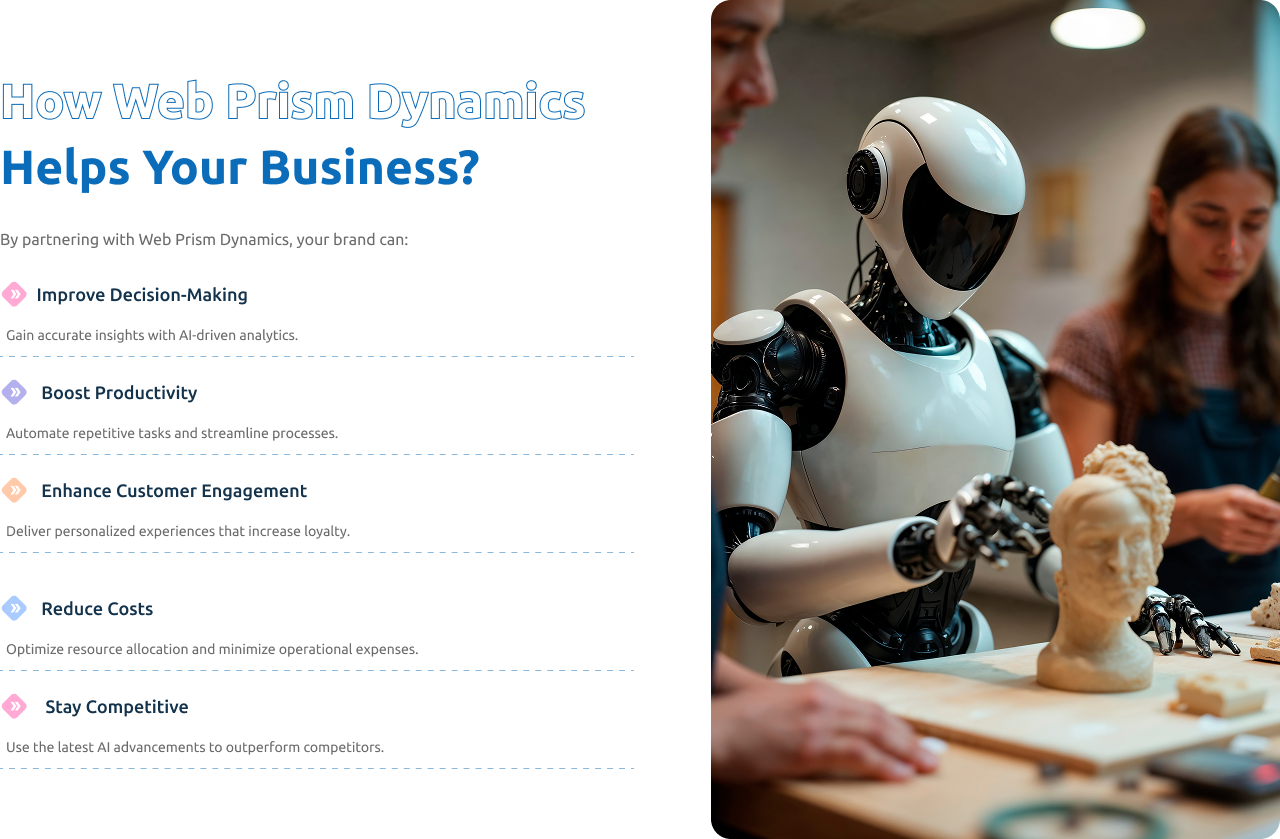 How Web Prism Dynamics
Helps Your Business?
By partnering with Web Prism Dynamics, your brand can:
Improve Decision-Making
Gain accurate insights with AI-driven analytics.
Boost Productivity
Automate repetitive tasks and streamline processes.
Enhance Customer Engagement
Deliver personalized experiences that increase loyalty.
Reduce Costs
Optimize resource allocation and minimize operational expenses.
Stay Competitive
Use the latest AI advancements to outperform competitors.